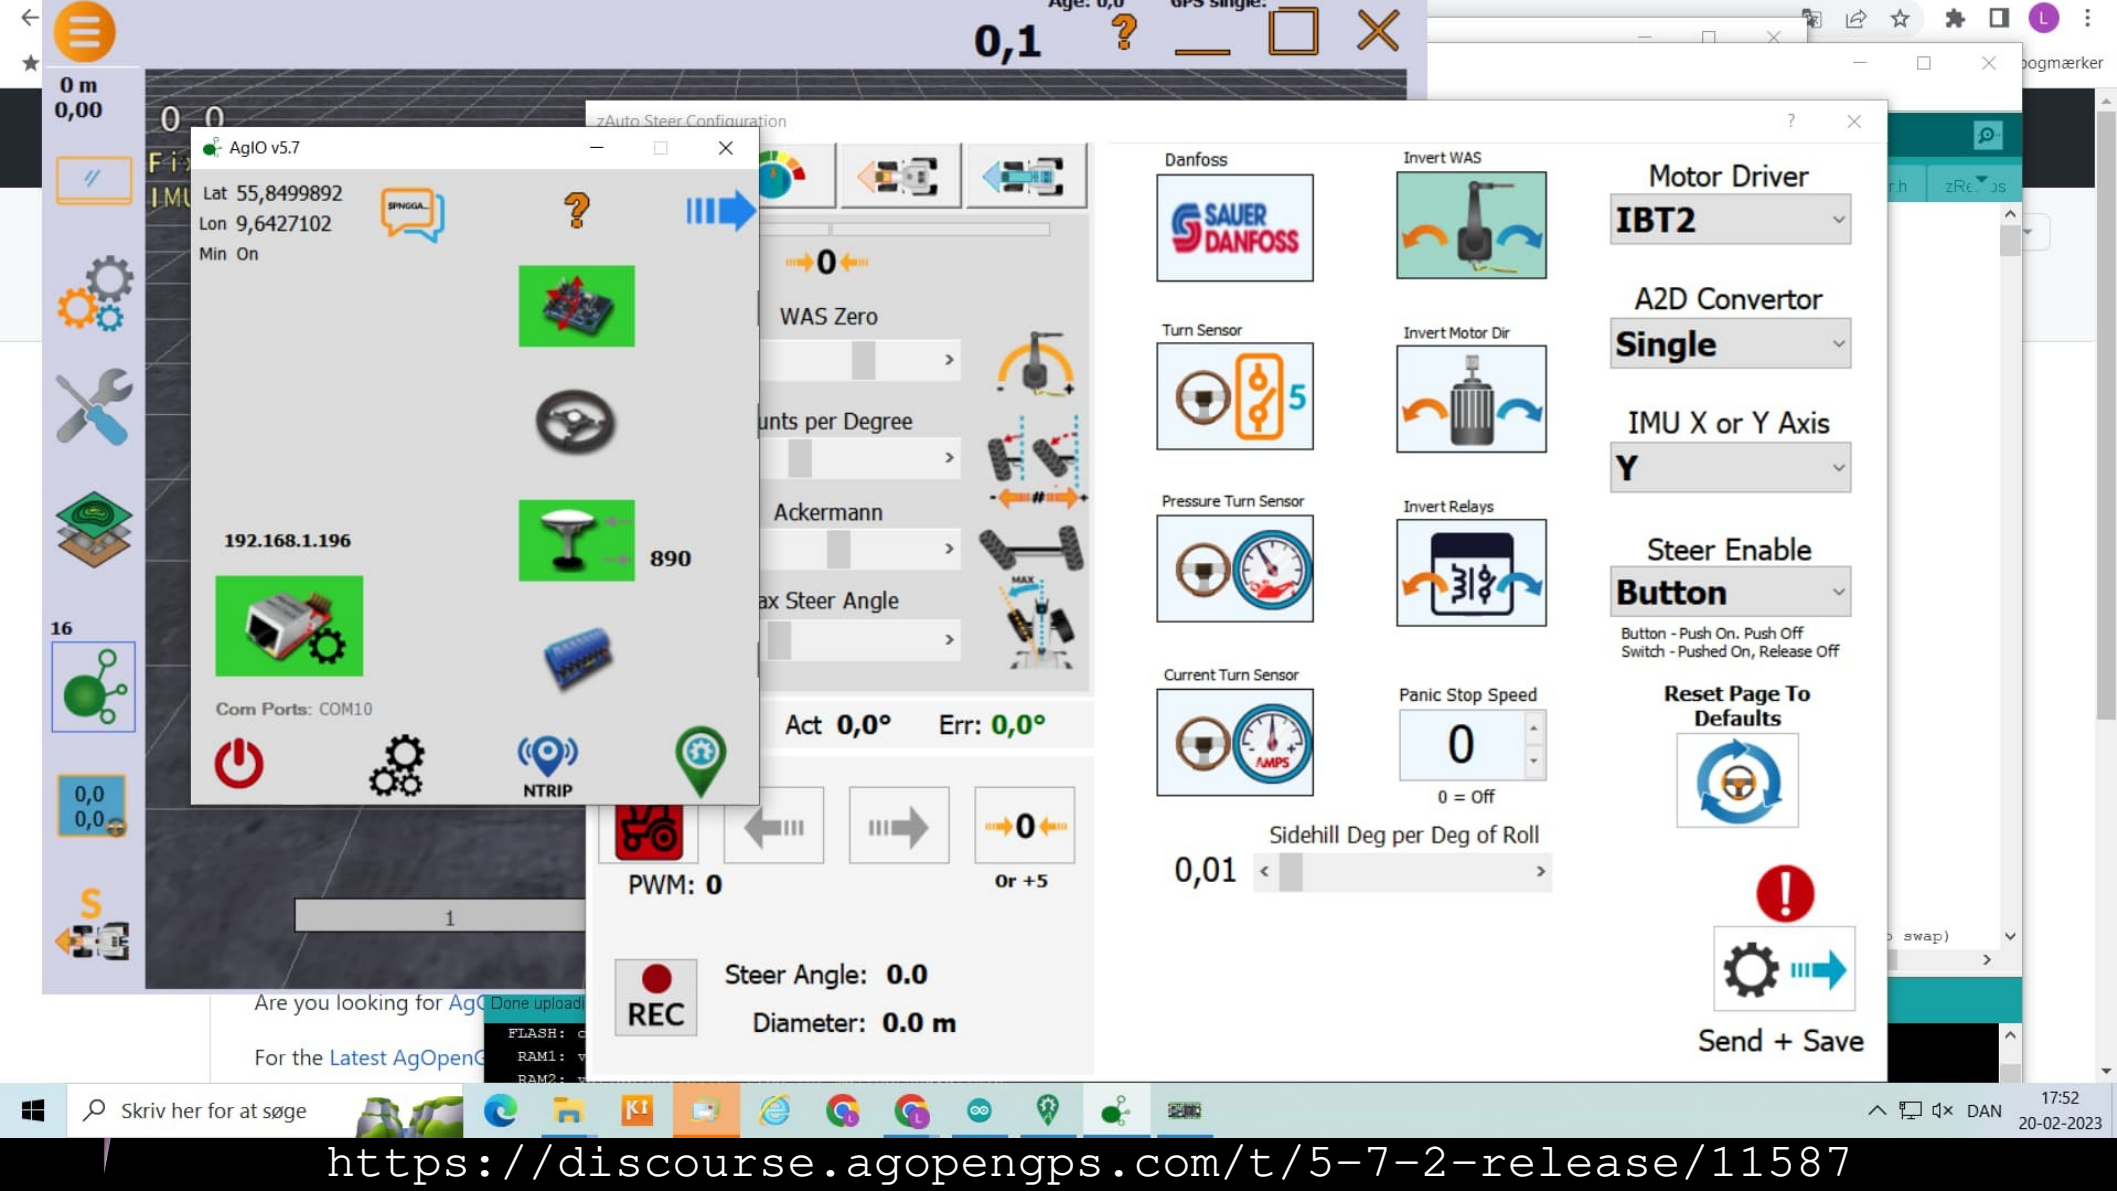 Age: 0,0
GPS single:
0,1
0 m
0,00
0 0
zAuto Steer Configuration
AgIO v5.7
Lat 55,8499892
Lon 9,6427102
Min On
$PNGGA...
192.168.1.196
890
Com Ports: COM10
NTRIP
16
0,0
0,0
S
1
0
WAS Zero
unts per Degree
#
Ackermann
MAX
ax Steer Angle
Act 0,0° Err: 0,0°
0
PWM: 0
Or +5
REC
Steer Angle: 0.0
Diameter: 0.0 m
Danfoss
SAUER
DANFOSS
Turn Sensor
5
Pressure Turn Sensor
Current Turn Sensor
AMPS
Invert WAS
Invert Motor Dir
Invert Relays
Panic Stop Speed
0
0 = Off
Sidehill Deg per Deg of Roll
0,01
Motor Driver
IBT2
A2D Convertor
Single
IMU X or Y Axis
Y
Steer Enable
Button
Button - Push On. Push Off
Switch - Pushed On, Release Off
Reset Page To
Defaults
Send + Save
L
bogmærker
r.h
swap)
Are you looking for
For the Latest
Done uploadi
FLASH:
RAM1:
RAM2:
Skriv her for at søge
DAN
17:52
20-02-2023
https://discourse.agopengps.com/t/5-7-2-release/11587